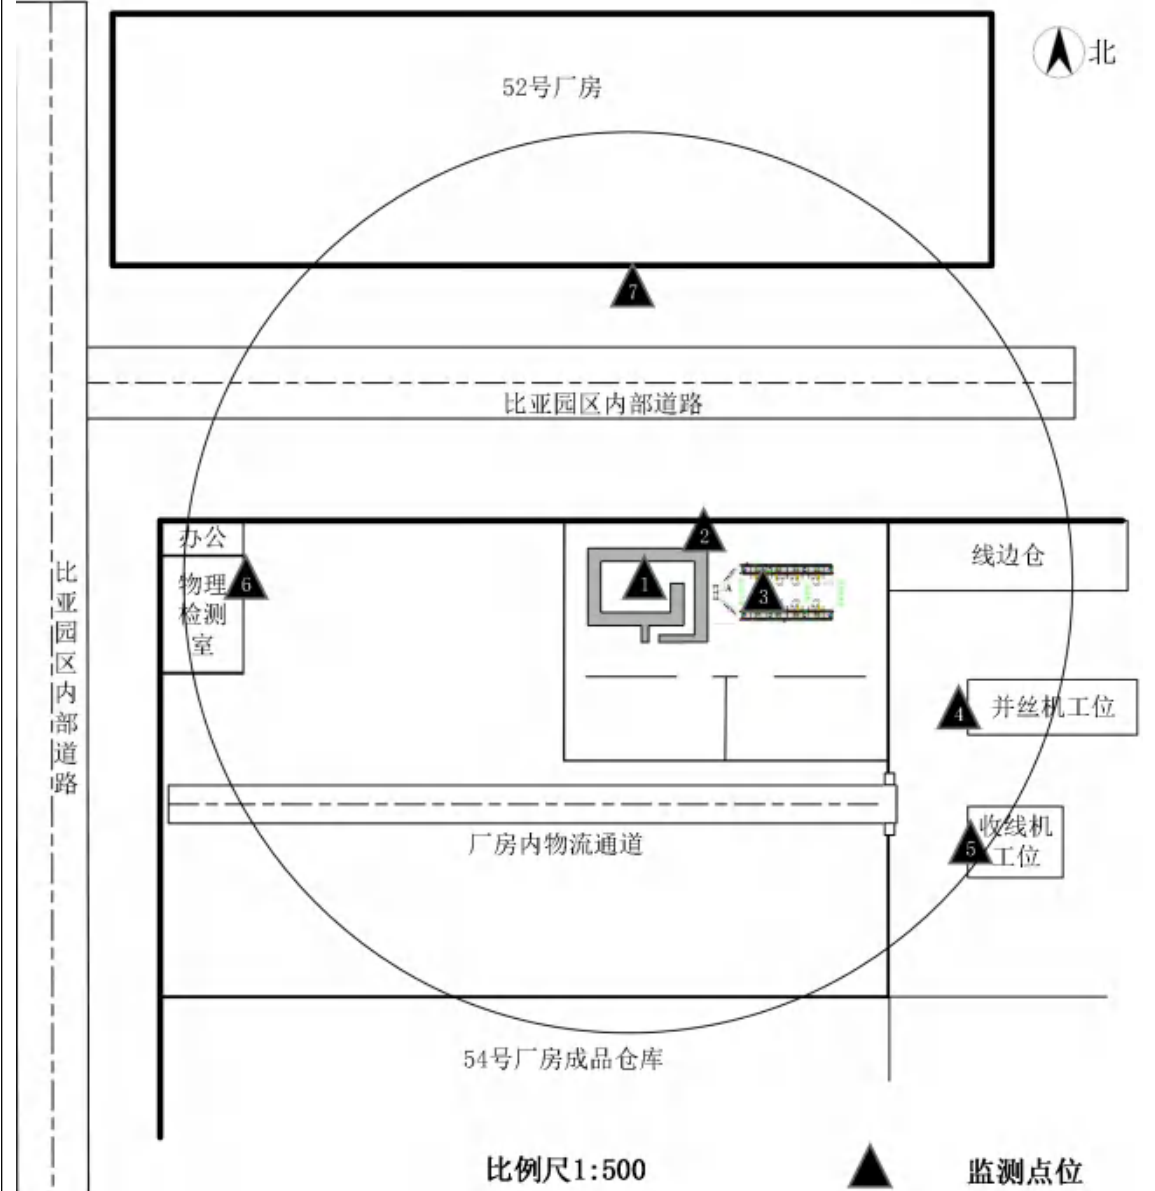 北
52号厂房
7
比亚园区内部道路
2
办公
线边仓
物理
检测
室
6
1
3
比亚园区内部道路
4
并丝机工位
收线机
工位
5
厂房内物流通道
54号厂房成品仓库
比例尺1:500
监测点位